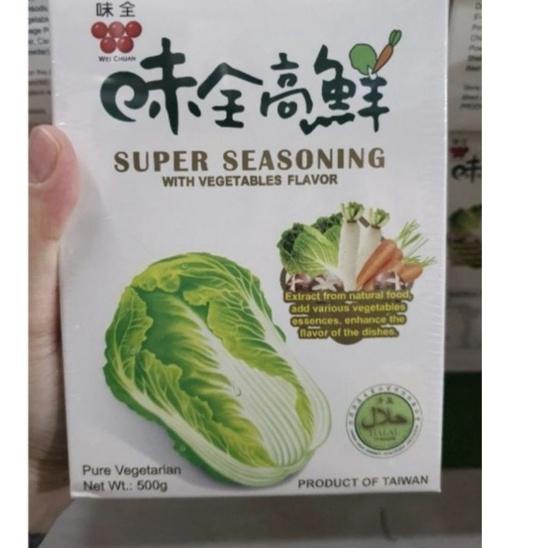 味全
WEI CHUAN
味全高鮮
SUPER SEASONING
WITH VEGETABLES FLAVOR
Extract from natural food,
add various vegetables
essences, enhance the
flavor of the dishes.
حلال
HALAL
Pure Vegetarian
Net Wt.: 500g
PRODUCT OF TAIWAN